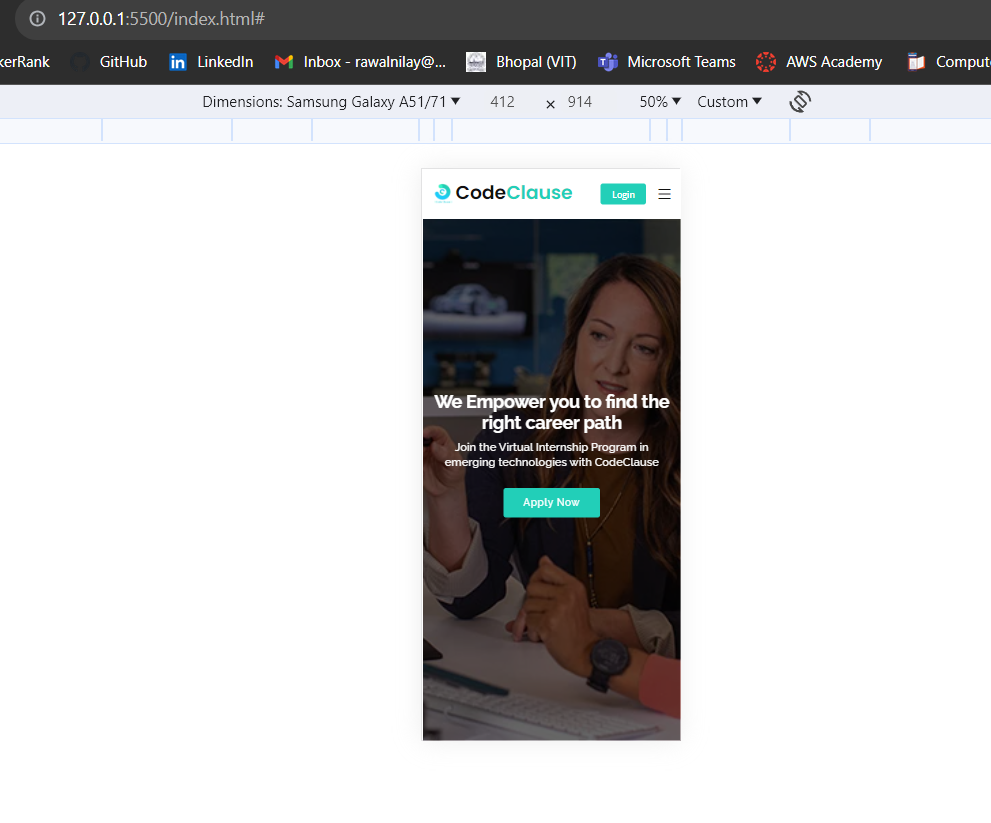 127.0.0.1:5500/index.html#
kerRank GitHub LinkedIn Inbox - rawalnilay@... Bhopal (VIT) Microsoft Teams AWS Academy Comput
Dimensions: Samsung Galaxy A51/71 412 × 914 50% Custom
CodeClause Login
We Empower you to find the
right career path
Join the Virtual Internship Program in
emerging technologies with CodeClause
Apply Now